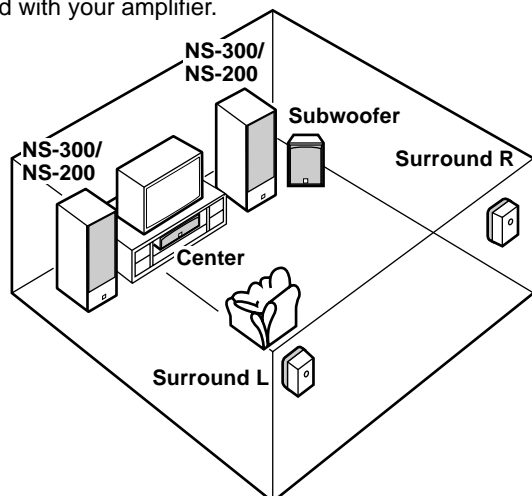 d with your amplifier.
NS-300/
NS-200
Subwoofer
Surround R
NS-300/
NS-200
Center
Surround L